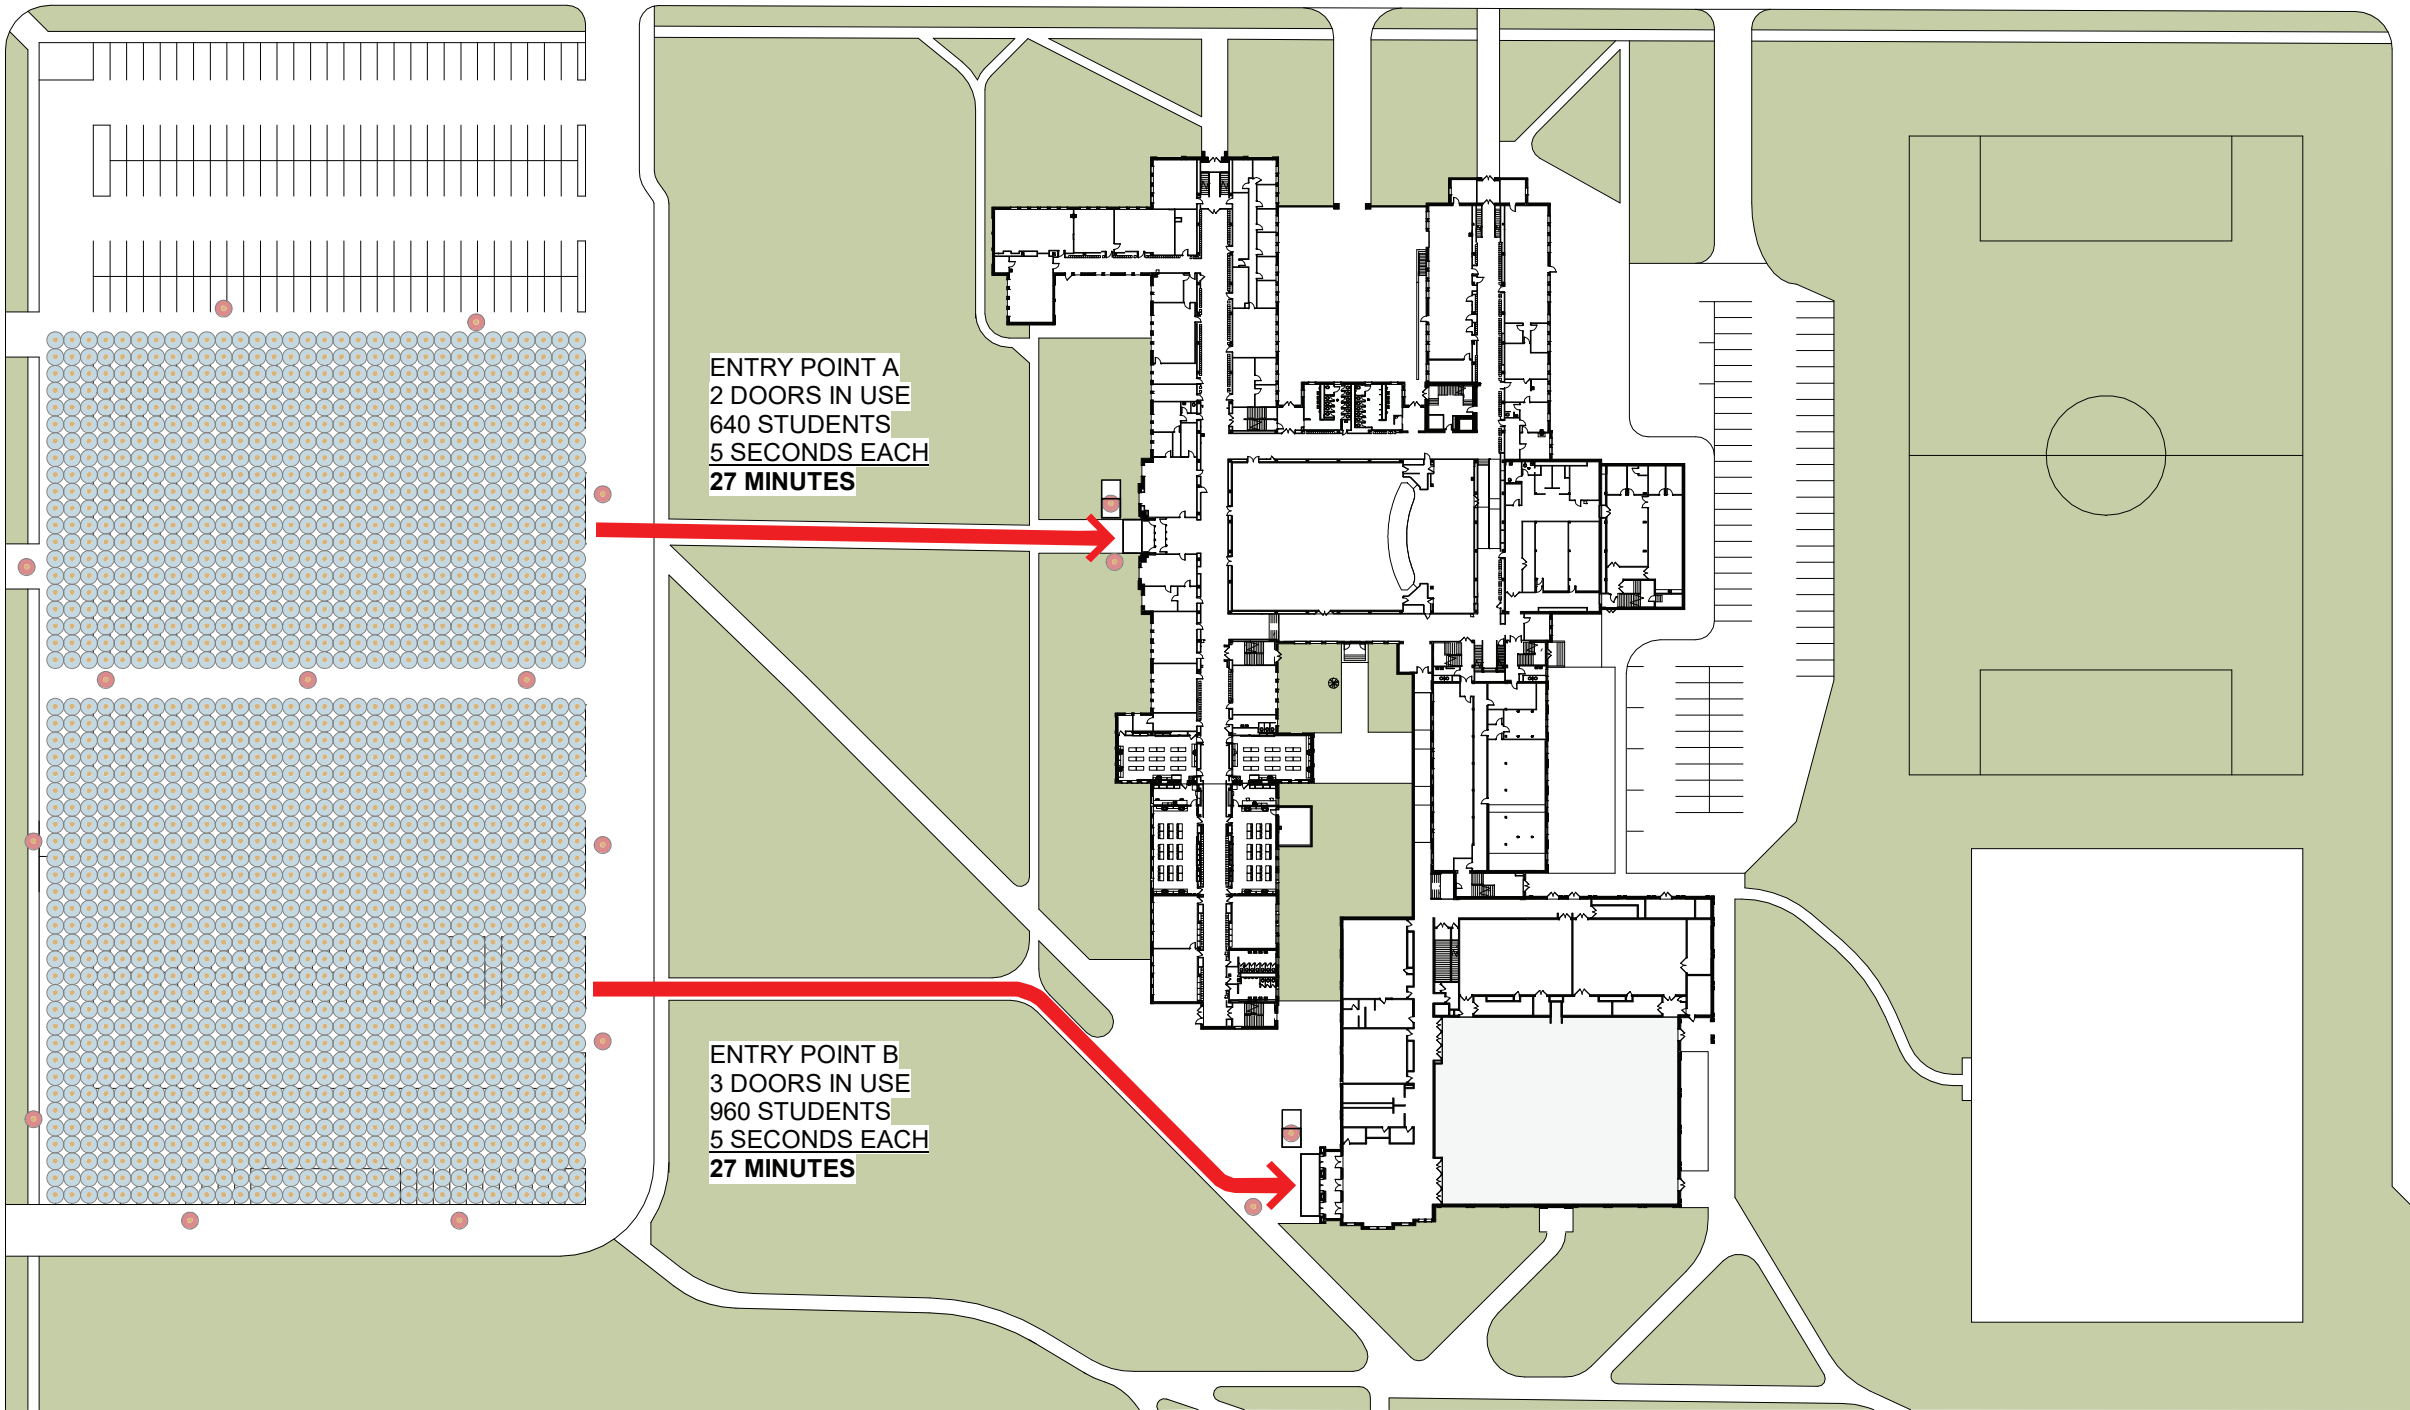 ENTRY POINT A
2 DOORS IN USE
640 STUDENTS
5 SECONDS EACH
27 MINUTES
ENTRY POINT B
3 DOORS IN USE
960 STUDENTS
5 SECONDS EACH
27 MINUTES